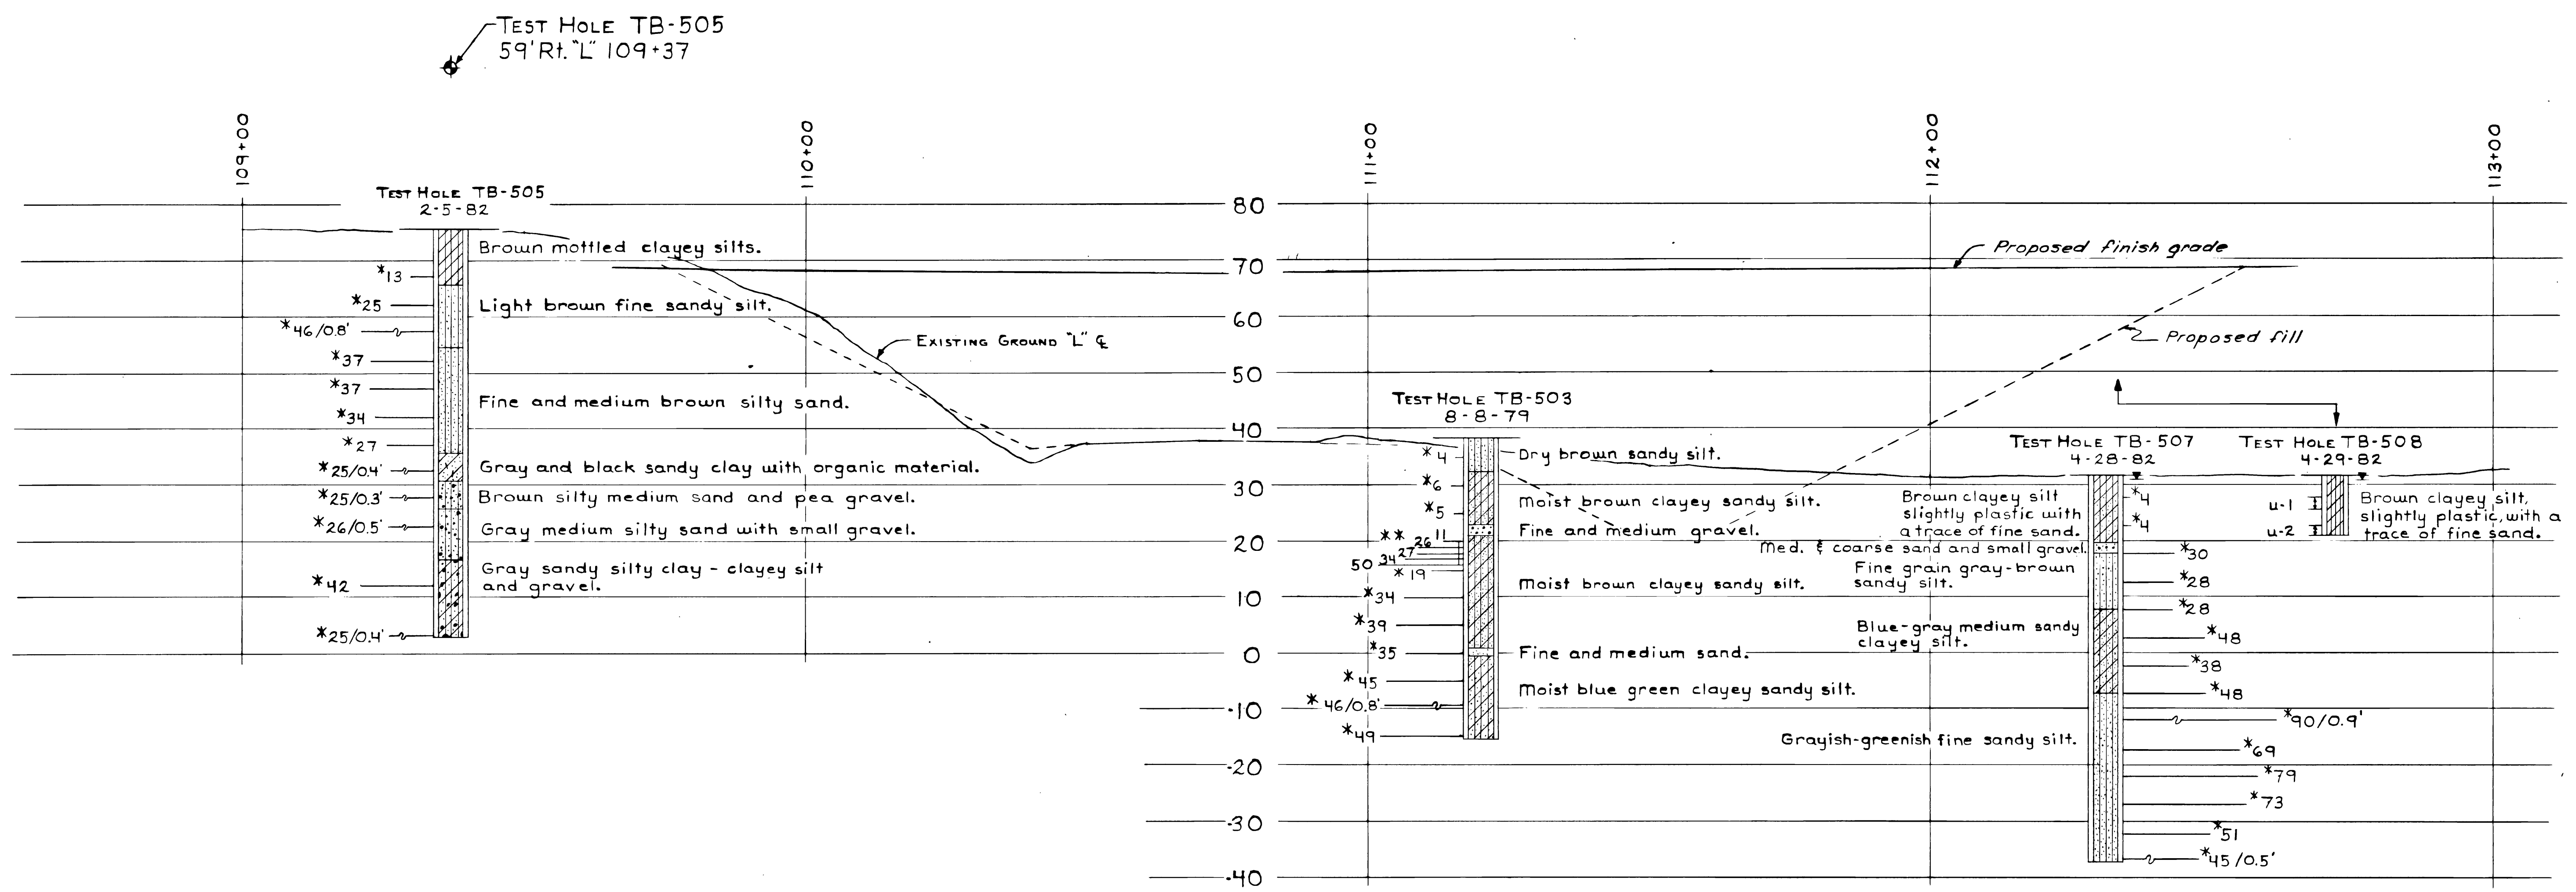 TEST HOLE TB-505
59' Rt. "L" 109+37
109+00
110+00
111+00
112+00
113+00
TEST HOLE TB-505
2-5-82
Brown mottled clayey silts.
*13
Light brown fine sandy silt.
*25
*46/0.8'
*37
*37
Fine and medium brown silty sand.
*34
*27
*25/0.4'
Gray and black sandy clay with organic material.
*25/0.3'
Brown silty medium sand and pea gravel.
*26/0.5'
Gray medium silty sand with small gravel.
Gray sandy silty clay - clayey silt
and gravel.
*42
*25/0.4'
EXISTING GROUND "L" ℄
80
70
60
50
40
30
20
10
0
-10
-20
-30
-40
Proposed finish grade
Proposed fill
TEST HOLE TB-503
8-8-79
Dry brown sandy silt.
*4
*6
Moist brown clayey sandy silt.
*5
Fine and medium gravel.
** 11
26
27
34
50
*19
Moist brown clayey sandy silt.
*34
*39
*35
Fine and medium sand.
*45
Moist blue green clayey sandy silt.
*46/0.8'
*49
TEST HOLE TB-507
4-28-82
Brown clayey silt
slightly plastic with
a trace of fine sand.
*4
*4
Med. & coarse sand and small gravel.
*30
Fine grain gray-brown
sandy silt.
*28
*28
Blue-gray medium sandy
clayey silt.
*48
*38
*48
*90/0.9'
Grayish-greenish fine sandy silt.
*69
*79
*73
*51
*45/0.5'
TEST HOLE TB-508
4-29-82
u-1
u-2
Brown clayey silt,
slightly plastic, with a
trace of fine sand.